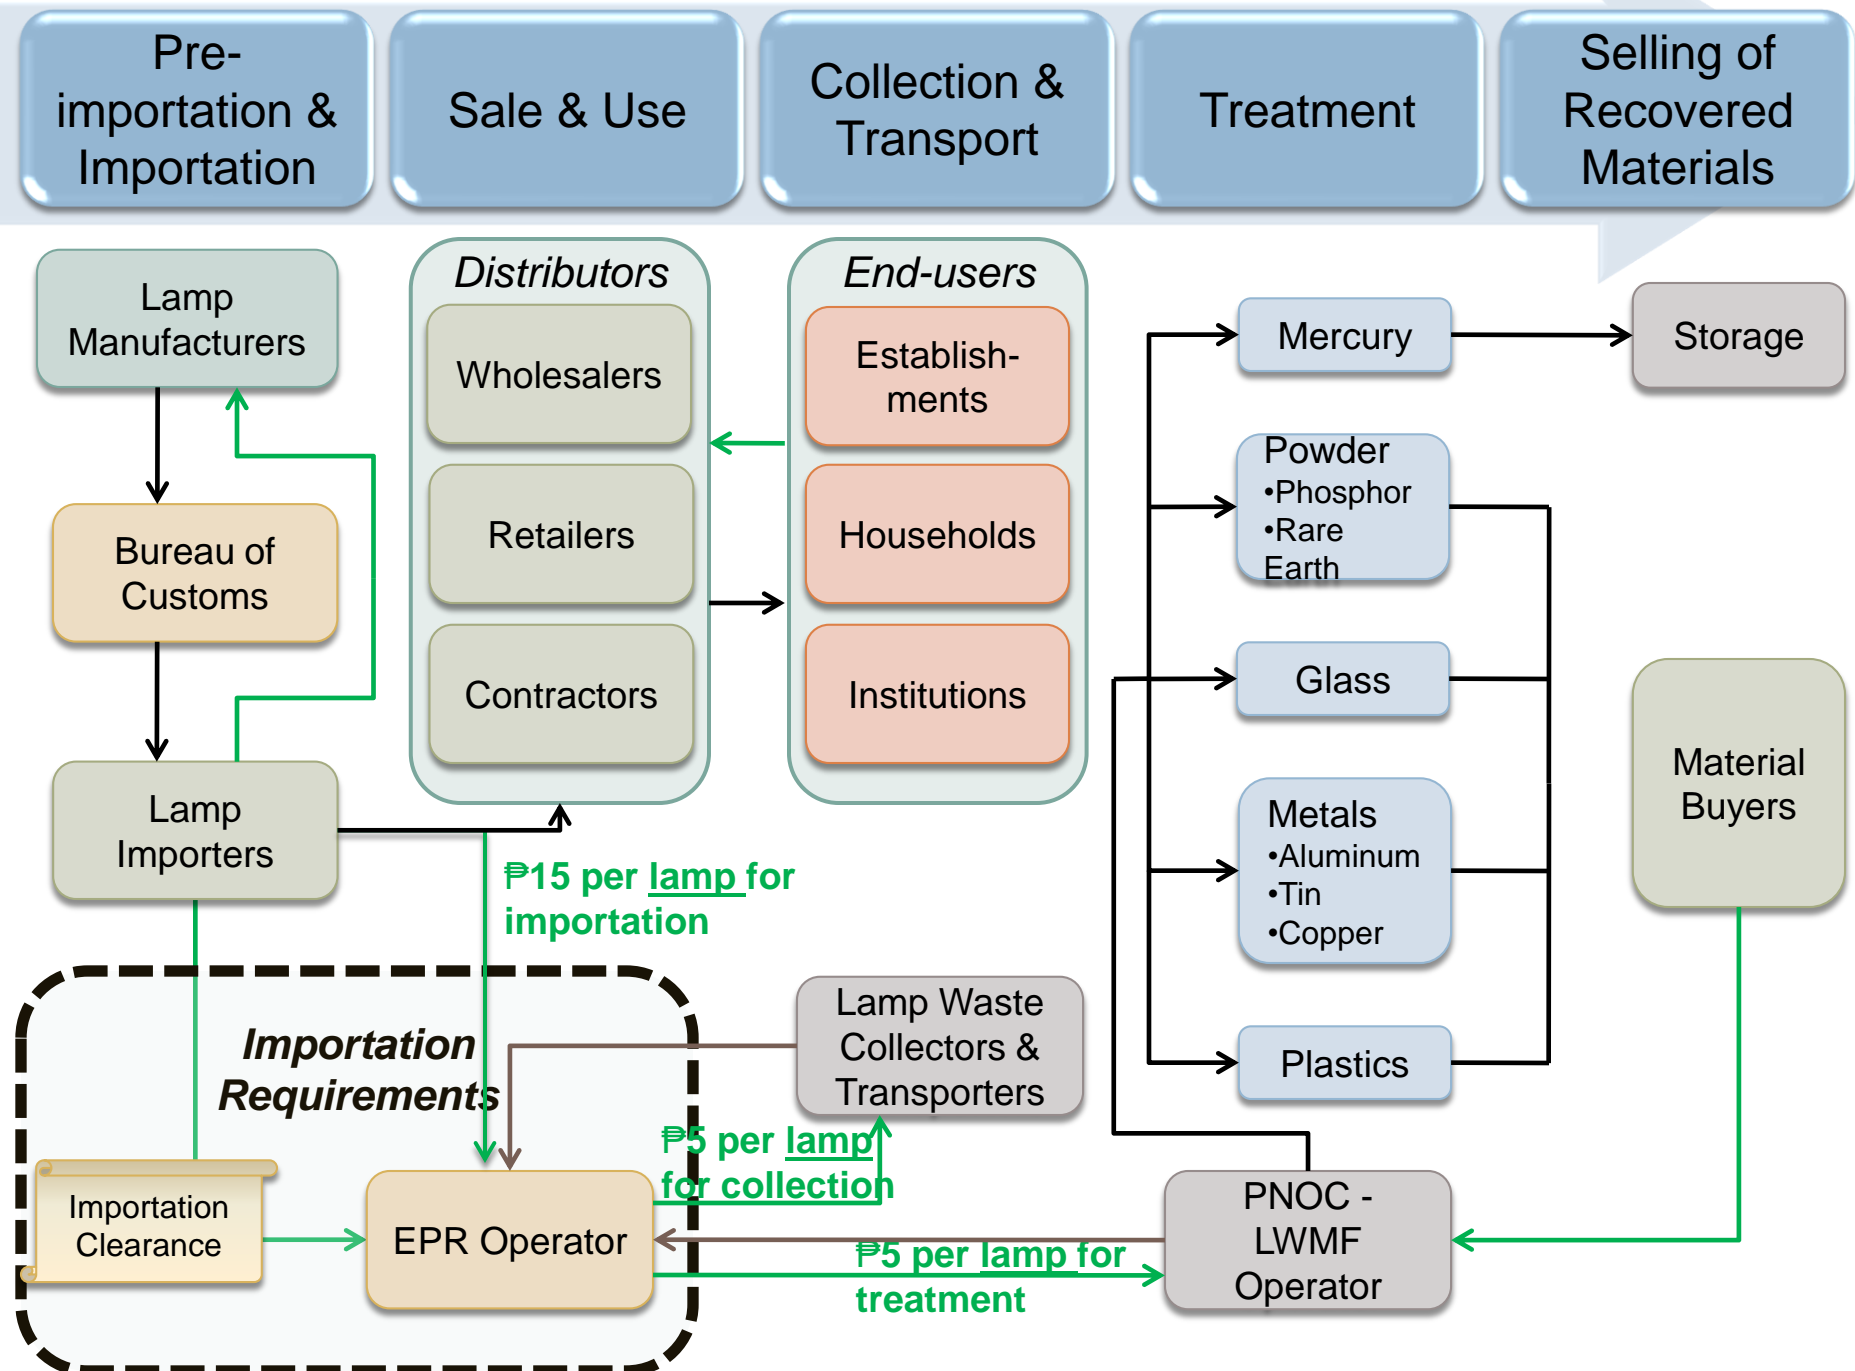 Pre-
importation &
Importation
Sale & Use
Collection &
Transport
Treatment
Selling of
Recovered
Materials
Lamp
Manufacturers
Bureau of
Customs
Lamp
Importers
Distributors
Wholesalers
Retailers
Contractors
End-users
Establish-
ments
Households
Institutions
Mercury
Powder
•Phosphor
•Rare
Earth
Glass
Metals
•Aluminum
•Tin
•Copper
Plastics
Storage
Material
Buyers
₱15 per lamp for
importation
Importation
Requirements
Lamp Waste
Collectors &
Transporters
₱5 per lamp
for collection
Importation
Clearance
EPR Operator
₱5 per lamp for
treatment
PNOC -
LWMF
Operator